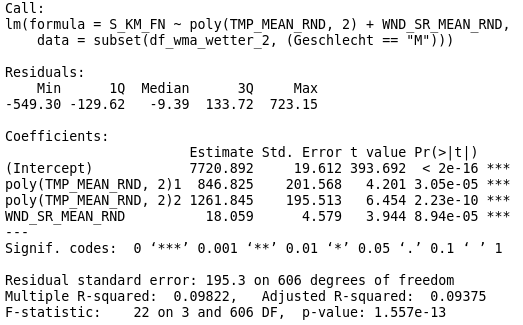 Call:
lm(formula = S_KM_FN ~ poly(TMP_MEAN_RND, 2) + WND_SR_MEAN_RND,
    data = subset(df_wma_wetter_2, (Geschlecht == "M")))
Residuals:
    Min      1Q  Median      3Q     Max
-549.30 -129.62   -9.39  133.72  723.15
Coefficients:
                       Estimate Std. Error t value Pr(>|t|)
(Intercept)            7720.892     19.612 393.692  < 2e-16 ***
poly(TMP_MEAN_RND, 2)1  846.825    201.568   4.201 3.05e-05 ***
poly(TMP_MEAN_RND, 2)2 1261.845    195.513   6.454 2.23e-10 ***
WND_SR_MEAN_RND          18.059      4.579   3.944 8.94e-05 ***
---
Signif. codes:  0 ‘***’ 0.001 ‘**’ 0.01 ‘*’ 0.05 ‘.’ 0.1 ‘ ’ 1
Residual standard error: 195.3 on 606 degrees of freedom
Multiple R-squared:  0.09822,   Adjusted R-squared:  0.09375
F-statistic:    22 on 3 and 606 DF,  p-value: 1.557e-13